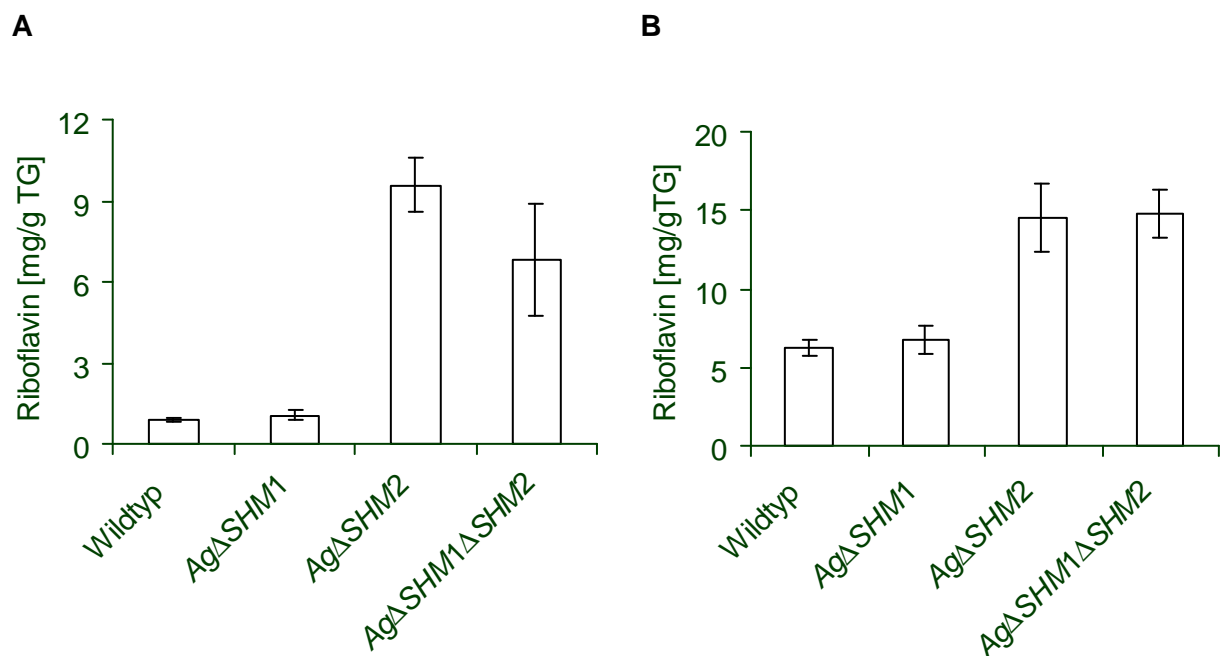 A
Riboflavin [mg/g TG]
12
9
6
3
0
Wildtyp
AgΔSHM1
AgΔSHM2
AgΔSHM1ΔSHM2
B
Riboflavin [mg/gTG]
20
15
10
5
0
Wildtyp
AgΔSHM1
AgΔSHM2
AgΔSHM1ΔSHM2